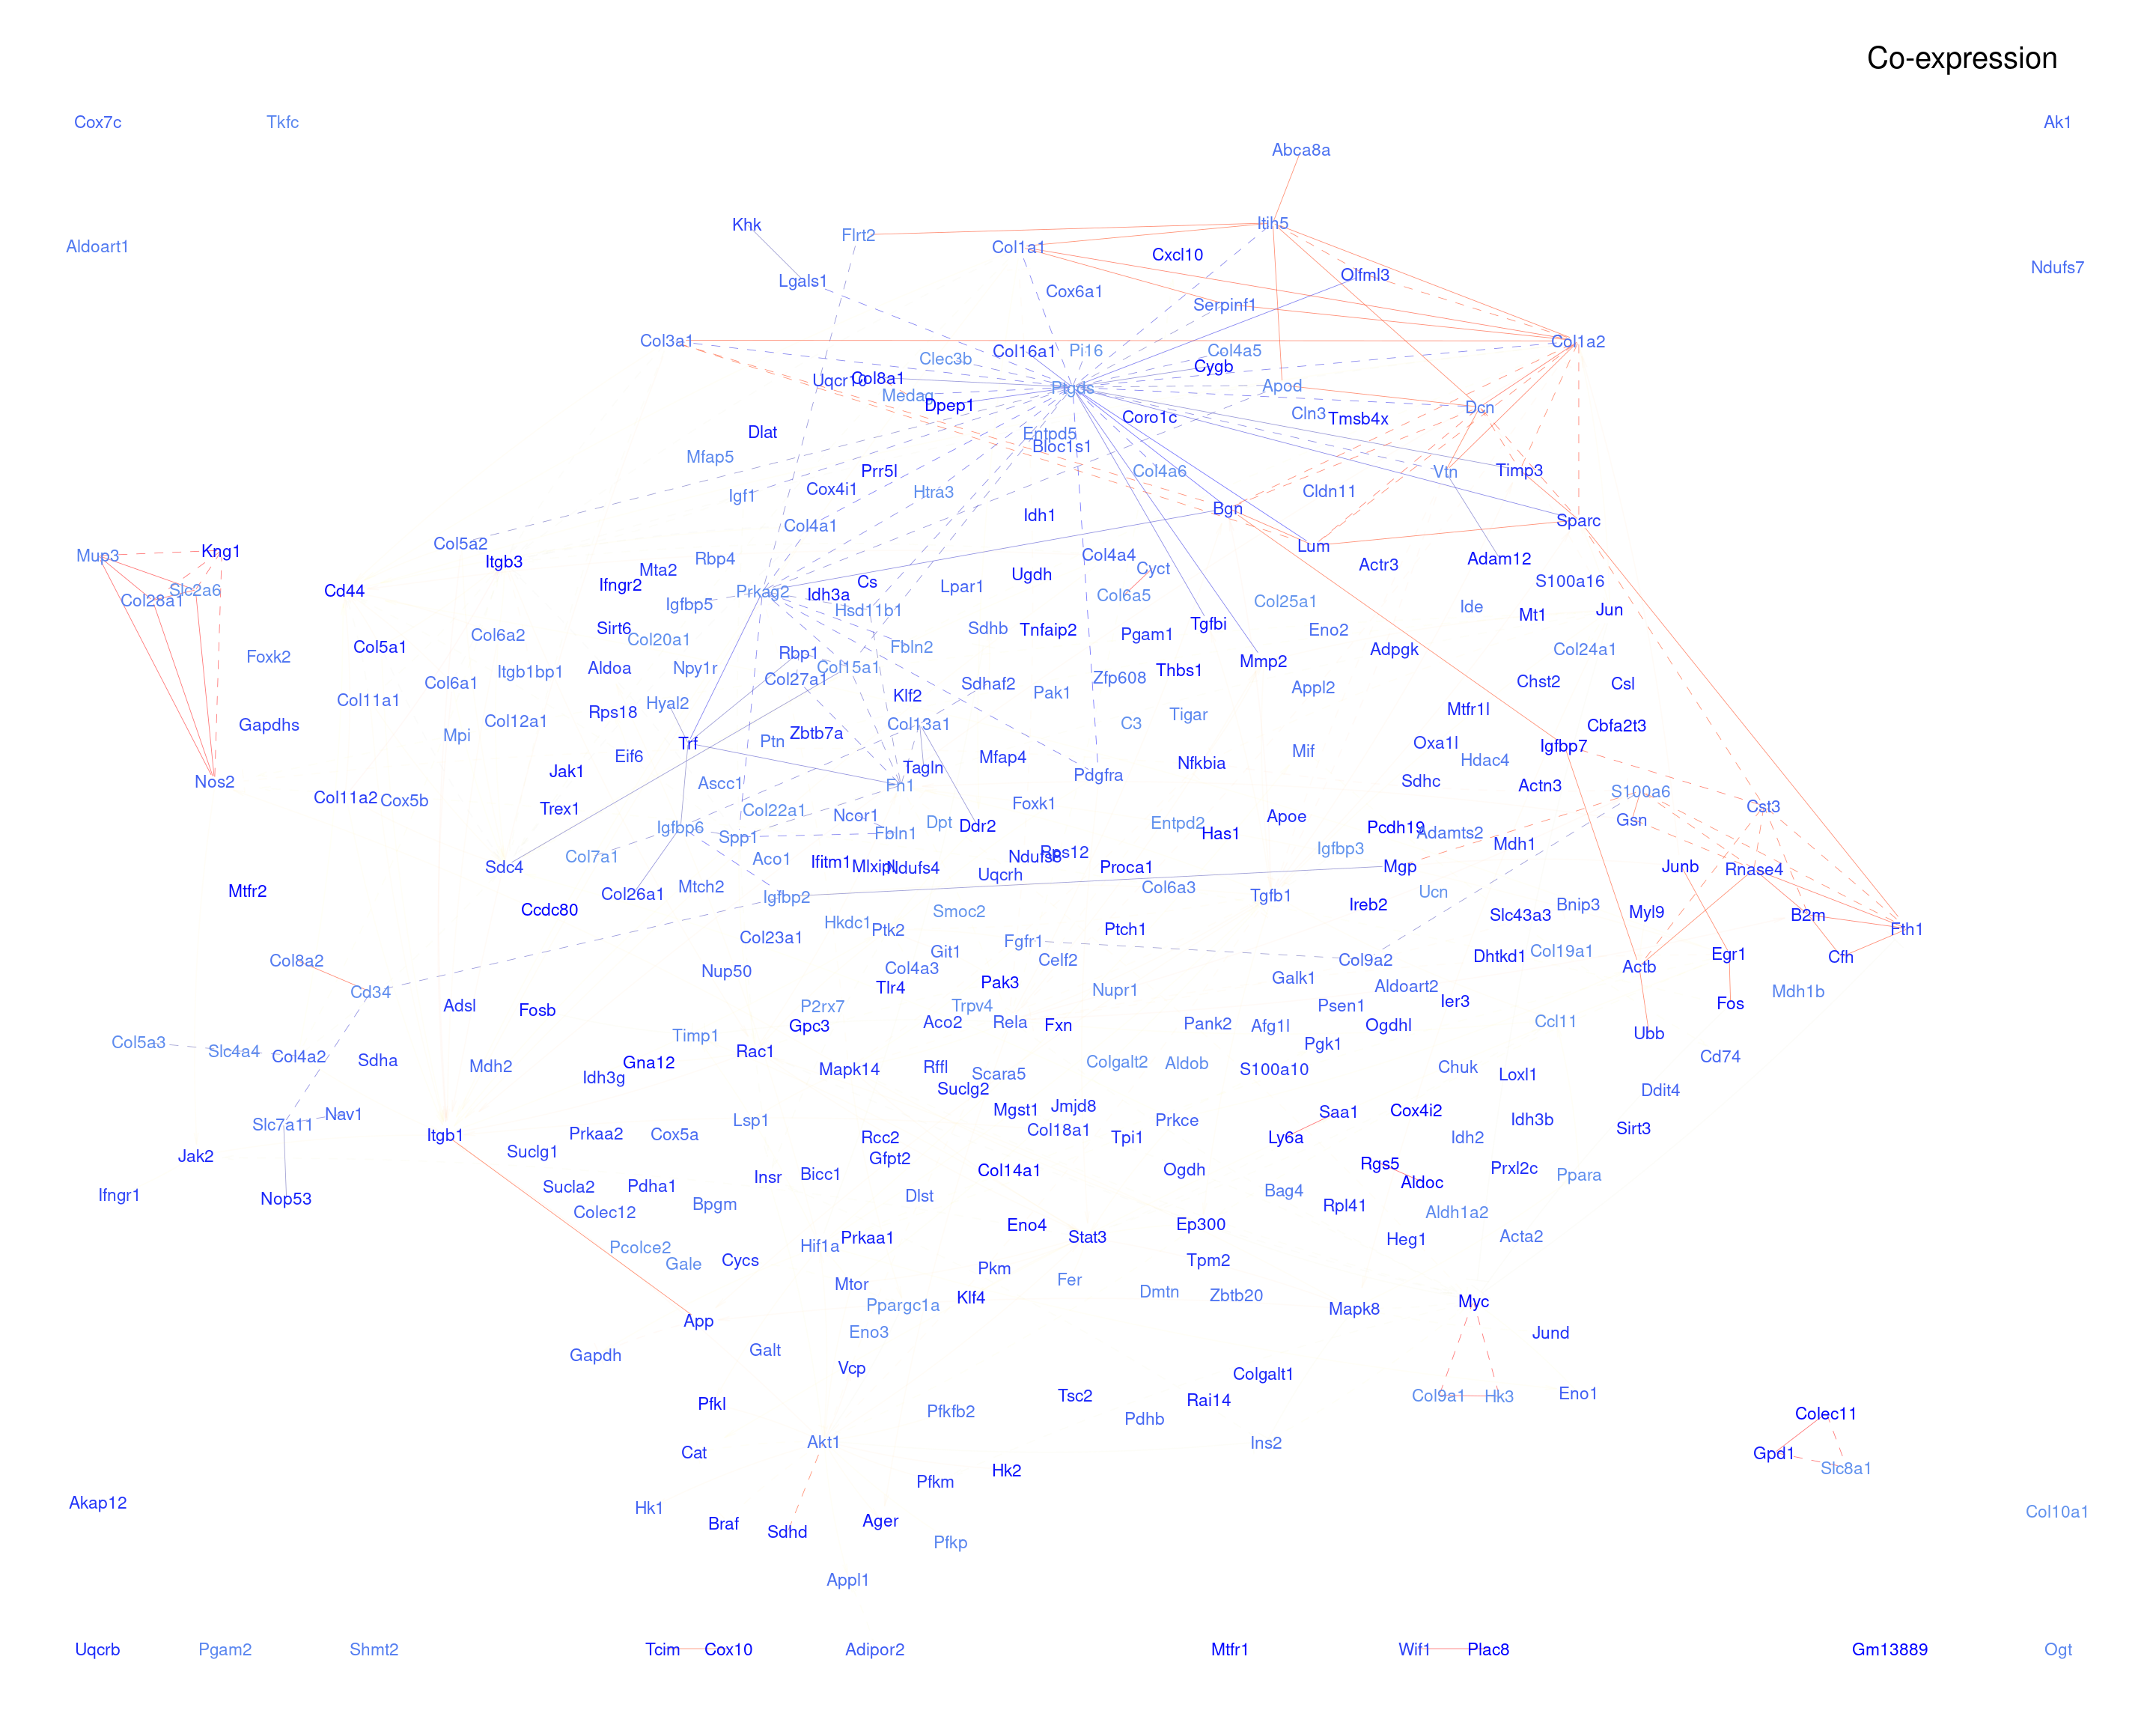 Co-expression
Cox7c
Tkfc
Ak1
Abca8a
Khk
Flrt2
Itih5
Aldoart1
Col1a1
Cxcl10
Ndufs7
Lgals1
Olfml3
Cox6a1
Serpinf1
Col3a1
Col1a2
Clec3b
Col16a1
Pi16
Col4a5
Cygb
Uqcr10
Col8a1
Ptgds
Apod
Medag
Dpep1
Coro1c
Cln3
Tmsb4x
Dcn
Dlat
Entpd5
Bloc1s1
Mfap5
Prr5l
Col4a6
Vtn
Timp3
Igf1
Cox4i1
Htra3
Cldn11
Col4a1
Idh1
Bgn
Sparc
Mup3
Kng1
Col5a2
Itgb3
Rbp4
Col4a4
Lum
Adam12
Slc2a6
Col28a1
Cd44
Ifngr2
Mta2
Prkag2
Idh3a
Cs
Lpar1
Ugdh
Cyct
Actr3
S100a16
Igfbp5
Hsd11b1
Col6a5
Col25a1
Ide
Mt1
Jun
Foxk2
Col5a1
Col6a2
Sirt6
Col20a1
Rbp1
Fbln2
Sdhb
Tnfaip2
Pgam1
Tgfbi
Eno2
Adpgk
Col24a1
Col11a1
Col6a1
Itgb1bp1
Aldoa
Npy1r
Col27a1
Col15a1
Klf2
Sdhaf2
Pak1
Zfp608
Thbs1
Mmp2
Appl2
Chst2
Csl
Gapdhs
Mpi
Col12a1
Rps18
Hyal2
Trf
Ptn
Zbtb7a
Col13a1
C3
Tigar
Mtfr1l
Cbfa2t3
Nos2
Col11a2
Cox5b
Jak1
Eif6
Ascc1
Tagln
Fn1
Mfap4
Pdgfra
Nfkbia
Mif
Oxa1l
Hdac4
Igfbp7
Sdhc
Actn3
S100a6
Cst3
Trex1
Igfbp6
Spp1
Col22a1
Ncor1
Fbln1
Dpt
Ddr2
Foxk1
Entpd2
Has1
Apoe
Igfbp3
Pcdh19
Adamts2
Mdh1
Gsn
Sdc4
Col7a1
Aco1
Ifitm1
Mlxipl
Ndufs4
Uqcrh
Ndufs8
Rps12
Proca1
Mgp
Junb
Rnase4
Mtfr2
Ccdc80
Col26a1
Mtch2
Igfbp2
Hkdc1
Ptk2
Smoc2
Col6a3
Ptch1
Tgfb1
Ireb2
Ucn
Slc43a3
Bnip3
Myl9
B2m
Fth1
Col8a2
Cd34
Col23a1
Nup50
Col4a3
Git1
Fgfr1
Celf2
Col9a2
Dhtkd1
Col19a1
Actb
Egr1
Cfh
Adsl
Fosb
P2rx7
Tlr4
Trpv4
Pak3
Nupr1
Galk1
Psen1
Aldoart2
Ier3
Fos
Mdh1b
Col5a3
Slc4a4
Col4a2
Sdha
Timp1
Gpc3
Aco2
Rela
Fxn
Pank2
Afg1l
Ogdhl
Ccl11
Ubb
Cd74
Mdh2
Idh3g
Gna12
Rac1
Mapk14
Rffl
Scara5
Colgalt2
Aldob
S100a10
Pgk1
Chuk
Loxl1
Ddit4
Slc7a11
Nav1
Suclg2
Mgst1
Jmjd8
Prkce
Saa1
Cox4i2
Idh3b
Sirt3
Itgb1
Jak2
Suclg1
Prkaa2
Cox5a
Lsp1
Rcc2
Col18a1
Tpi1
Ly6a
Idh2
Ifngr1
Nop53
Sucla2
Pdha1
Insr
Bicc1
Gfpt2
Col14a1
Ogdh
Bag4
Rgs5
Aldoc
Prxl2c
Ppara
Colec12
Bpgm
Dlst
Eno4
Ep300
Rpl41
Aldh1a2
Pcolce2
Gale
Cycs
Hif1a
Prkaa1
Stat3
Tpm2
Heg1
Acta2
Mtor
Pkm
Fer
Dmtn
Zbtb20
App
Ppargc1a
Klf4
Mapk8
Myc
Gapdh
Galt
Eno3
Vcp
Colgalt1
Jund
Pfkl
Pfkfb2
Tsc2
Pdhb
Rai14
Col9a1
Hk3
Eno1
Colec11
Cat
Akt1
Hk2
Ins2
Gpd1
Slc8a1
Pfkm
Akap12
Hk1
Braf
Sdhd
Ager
Pfkp
Col10a1
Appl1
Uqcrb
Pgam2
Shmt2
Tcim
Cox10
Adipor2
Mtfr1
Wif1
Plac8
Gm13889
Ogt